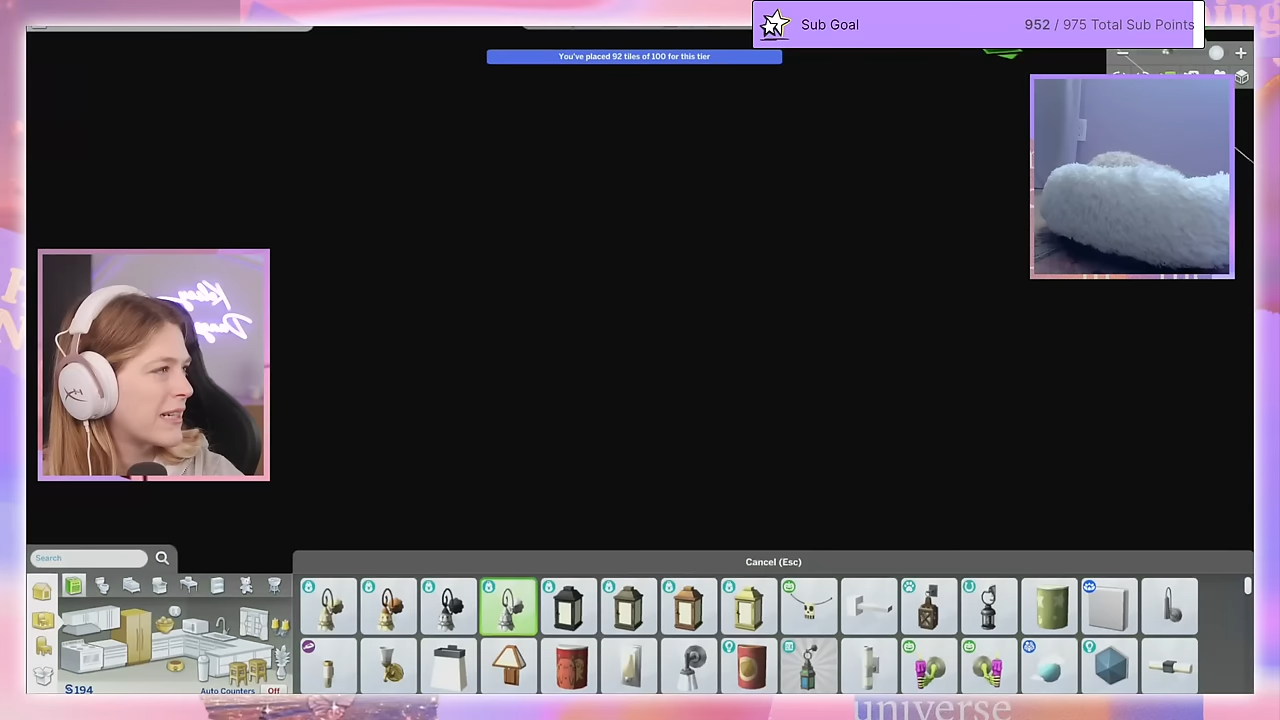 Sub Goal
952 / 975 Total Sub Points
You've placed 92 tiles of 100 for this tier
Search
Cancel (Esc)
§194
Auto Counters Off
universe